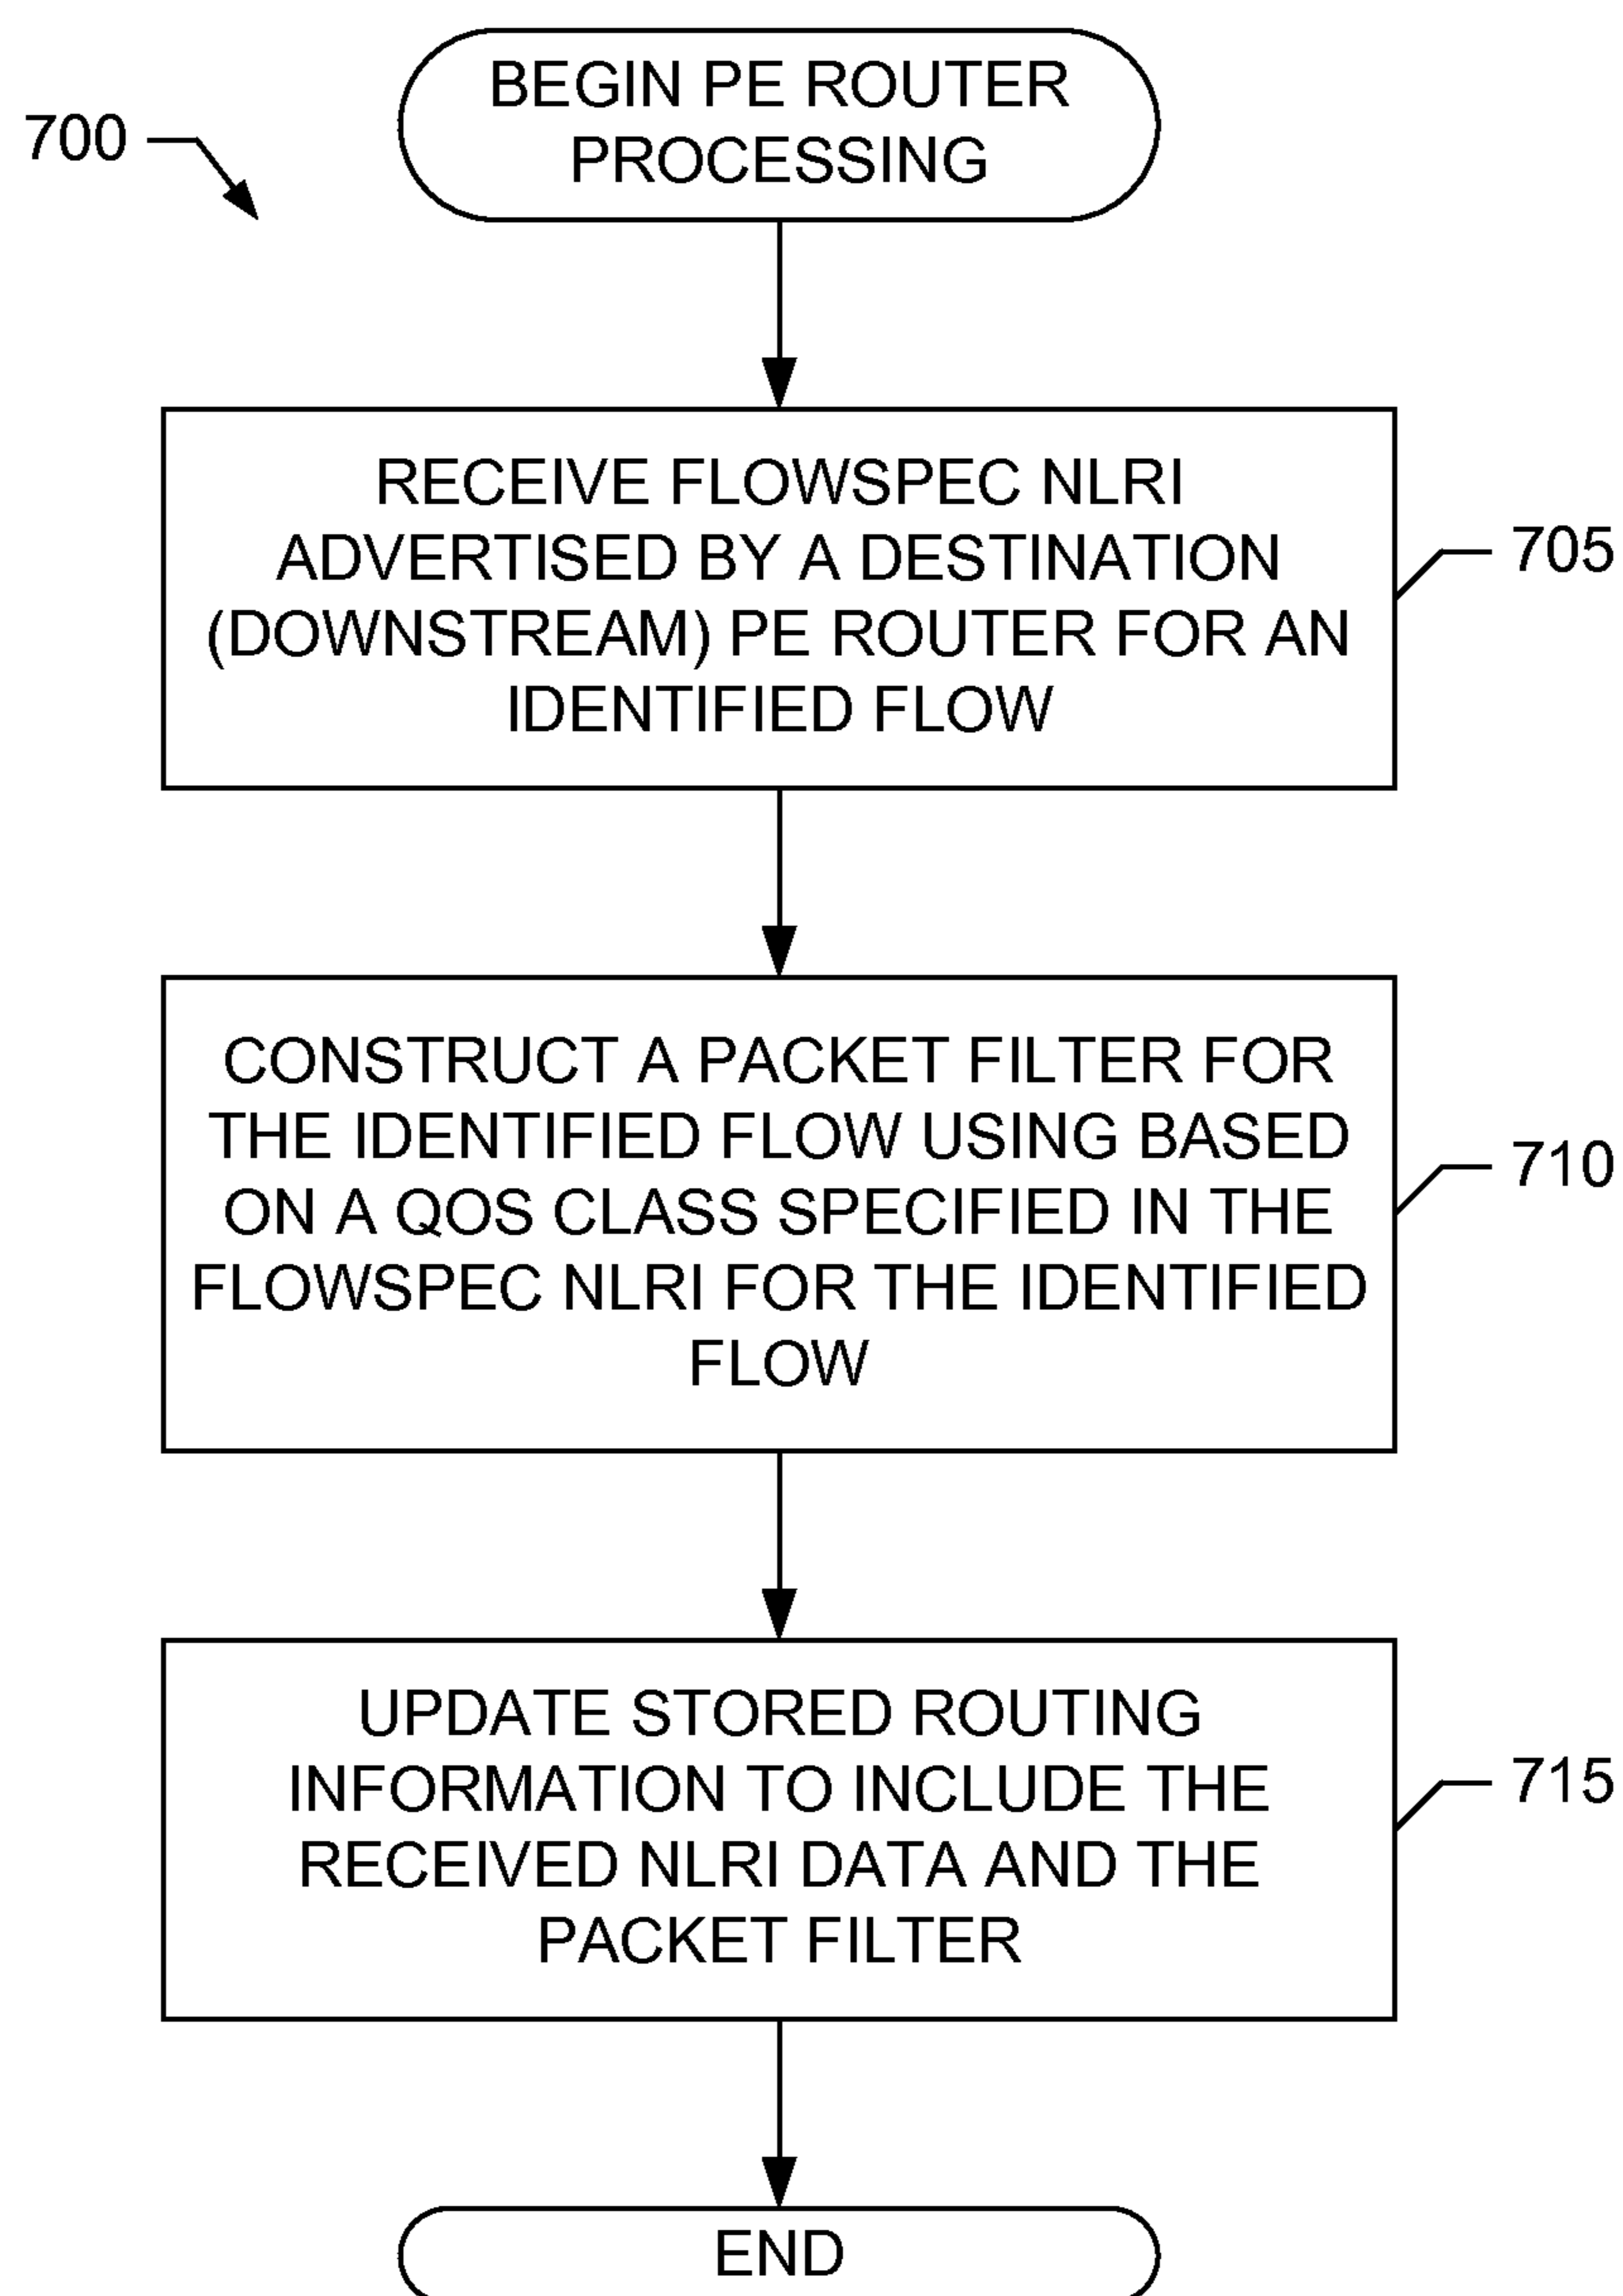 700
BEGIN PE ROUTER
PROCESSING
RECEIVE FLOWSPEC NLRI
ADVERTISED BY A DESTINATION
(DOWNSTREAM) PE ROUTER FOR AN
IDENTIFIED FLOW
705
CONSTRUCT A PACKET FILTER FOR
THE IDENTIFIED FLOW USING BASED
ON A QOS CLASS SPECIFIED IN THE
FLOWSPEC NLRI FOR THE IDENTIFIED
FLOW
710
UPDATE STORED ROUTING
INFORMATION TO INCLUDE THE
RECEIVED NLRI DATA AND THE
PACKET FILTER
715
END